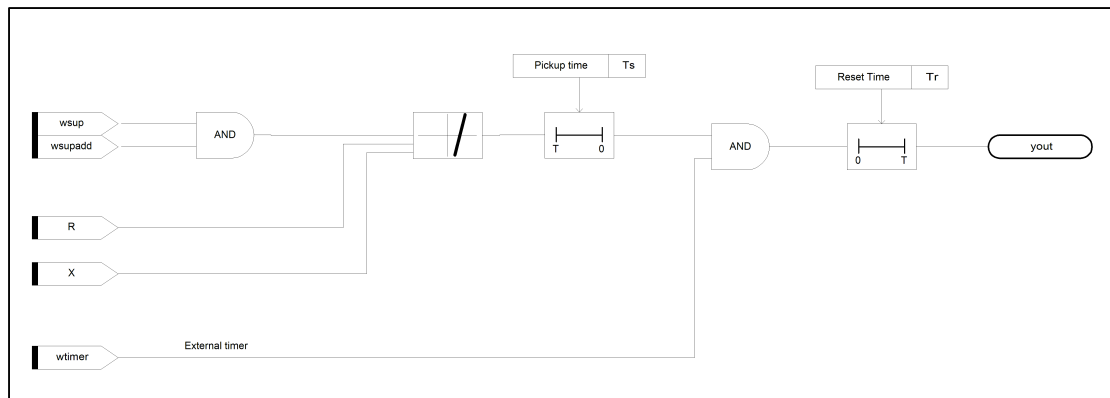 Pickup time Ts
Reset Time Tr
wsup
wsupadd
AND
T 0
AND
0 T
yout
R
X
wtimer
External timer